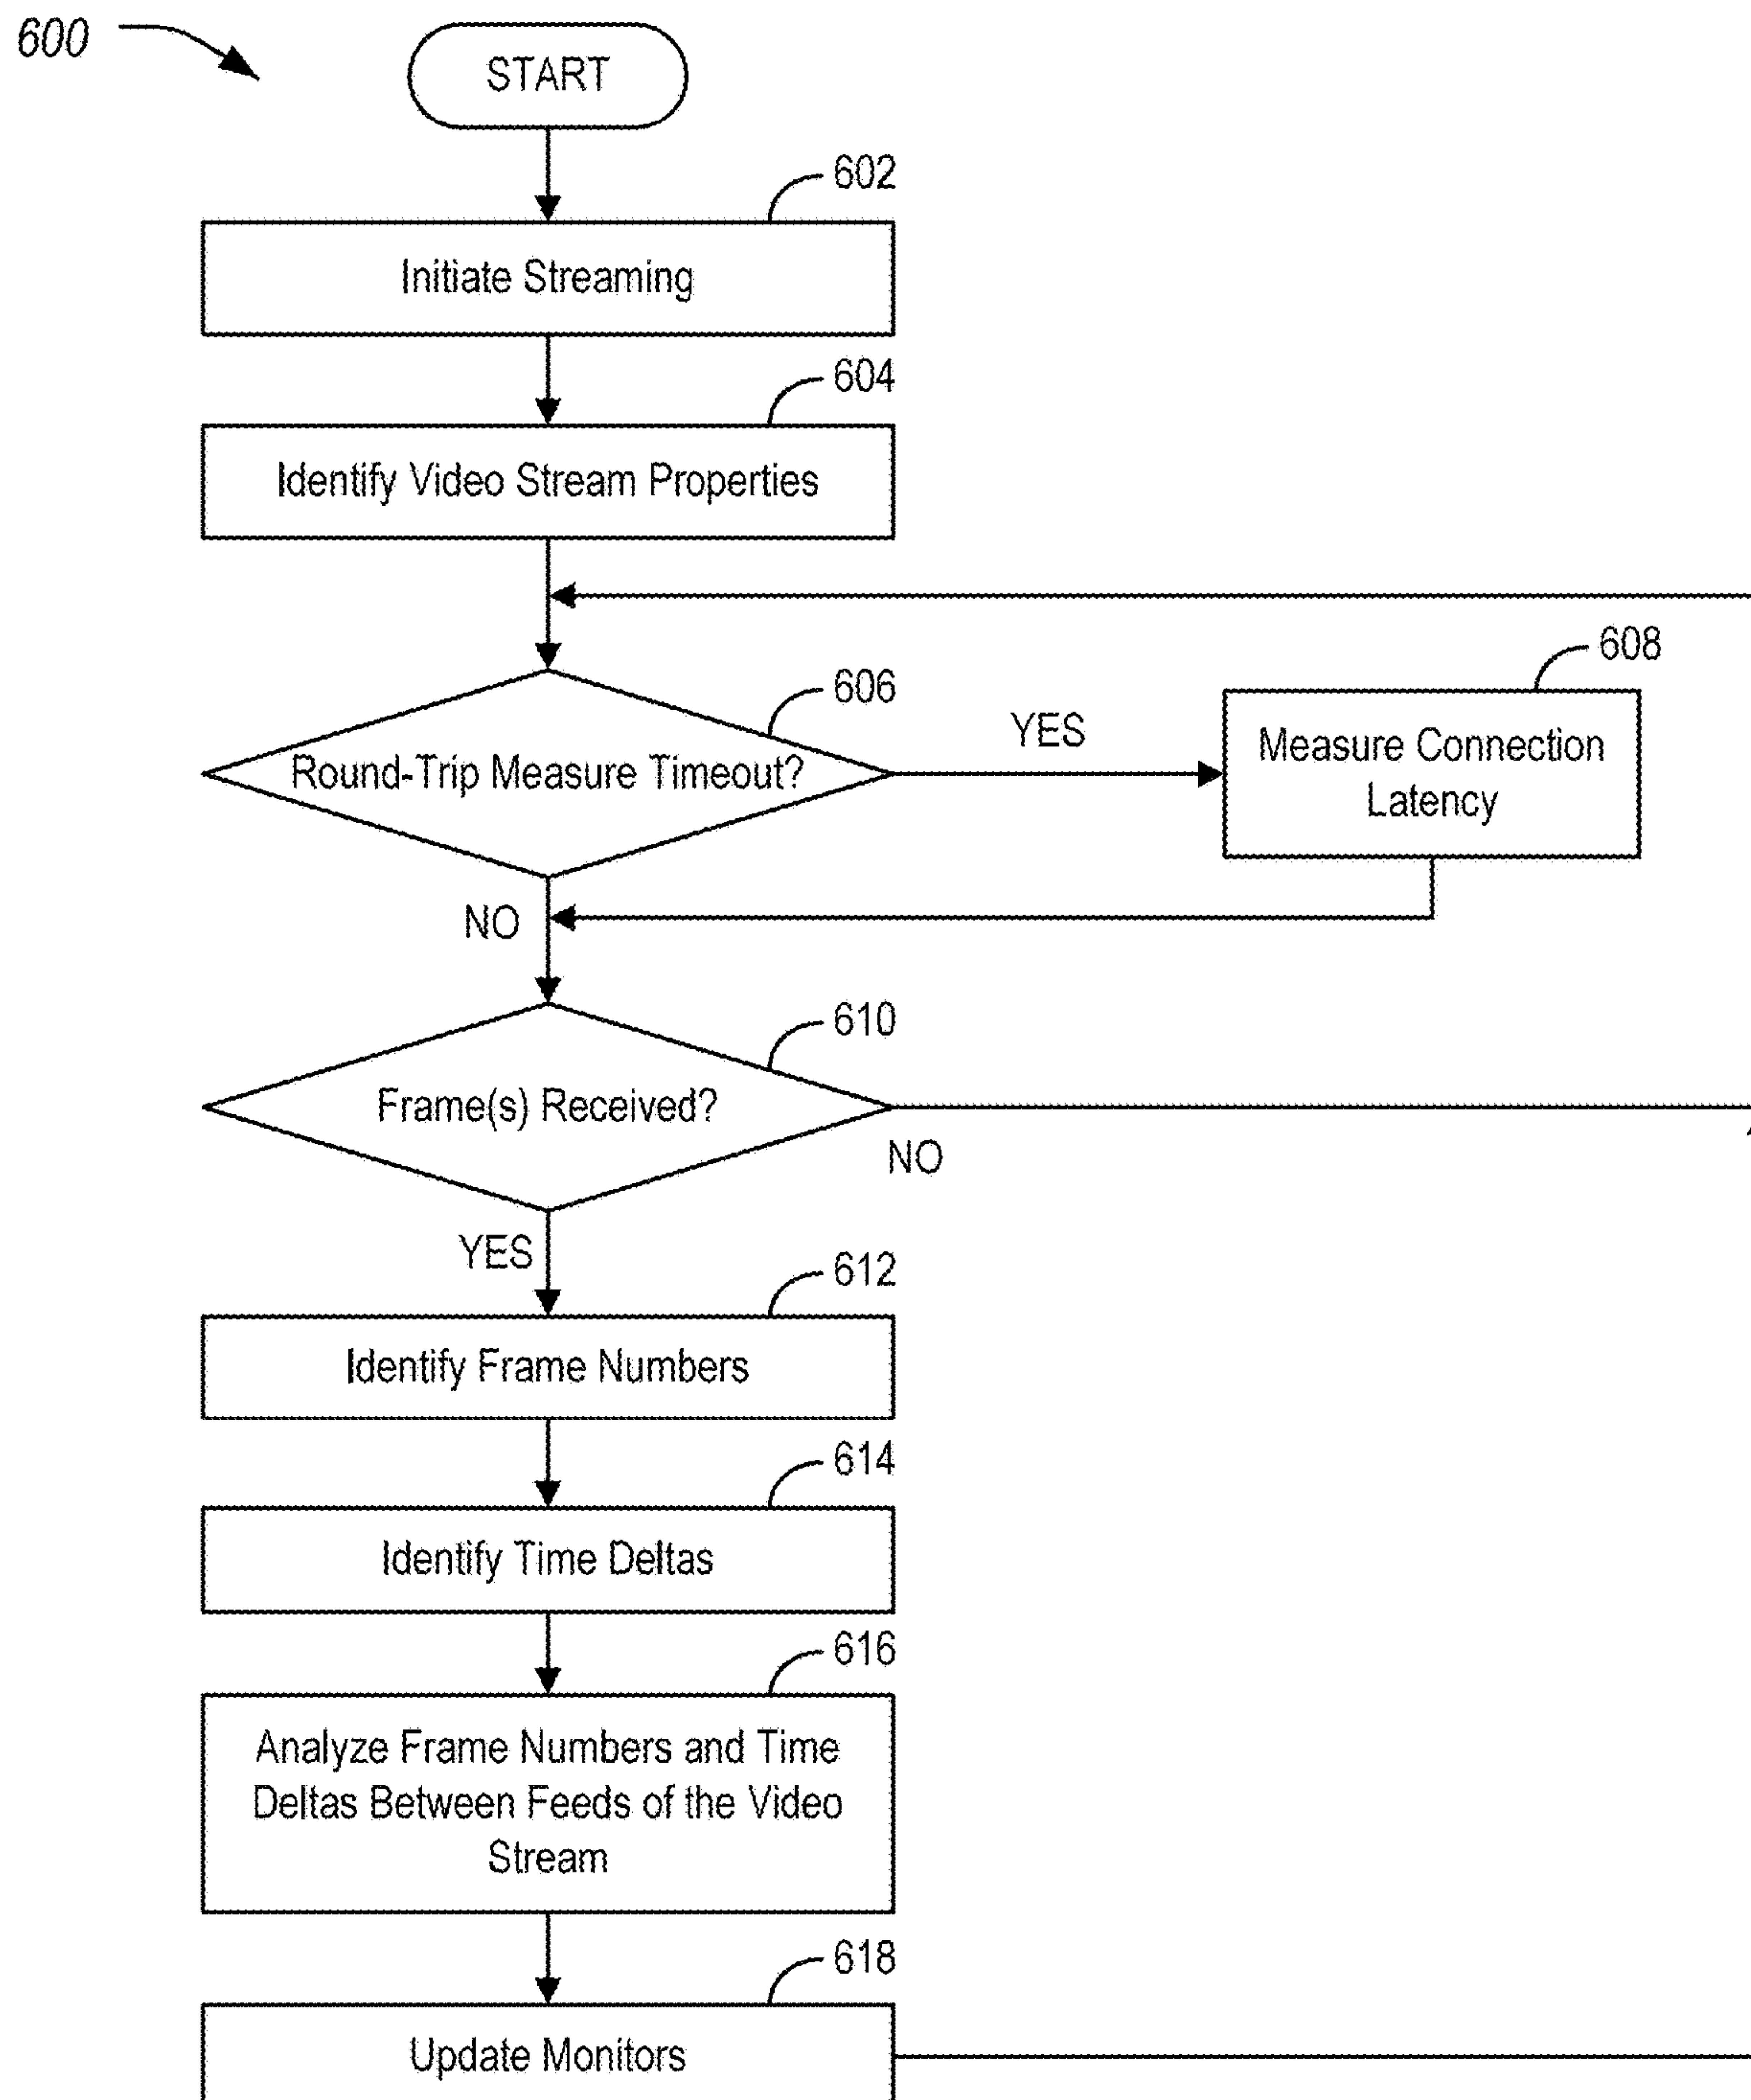 600
START
602
Initiate Streaming
604
Identify Video Stream Properties
606
608
Round-Trip Measure Timeout?
YES
Measure Connection
Latency
NO
610
Frame(s) Received?
NO
YES
612
Identify Frame Numbers
614
Identify Time Deltas
616
Analyze Frame Numbers and Time
Deltas Between Feeds of the Video
Stream
618
Update Monitors